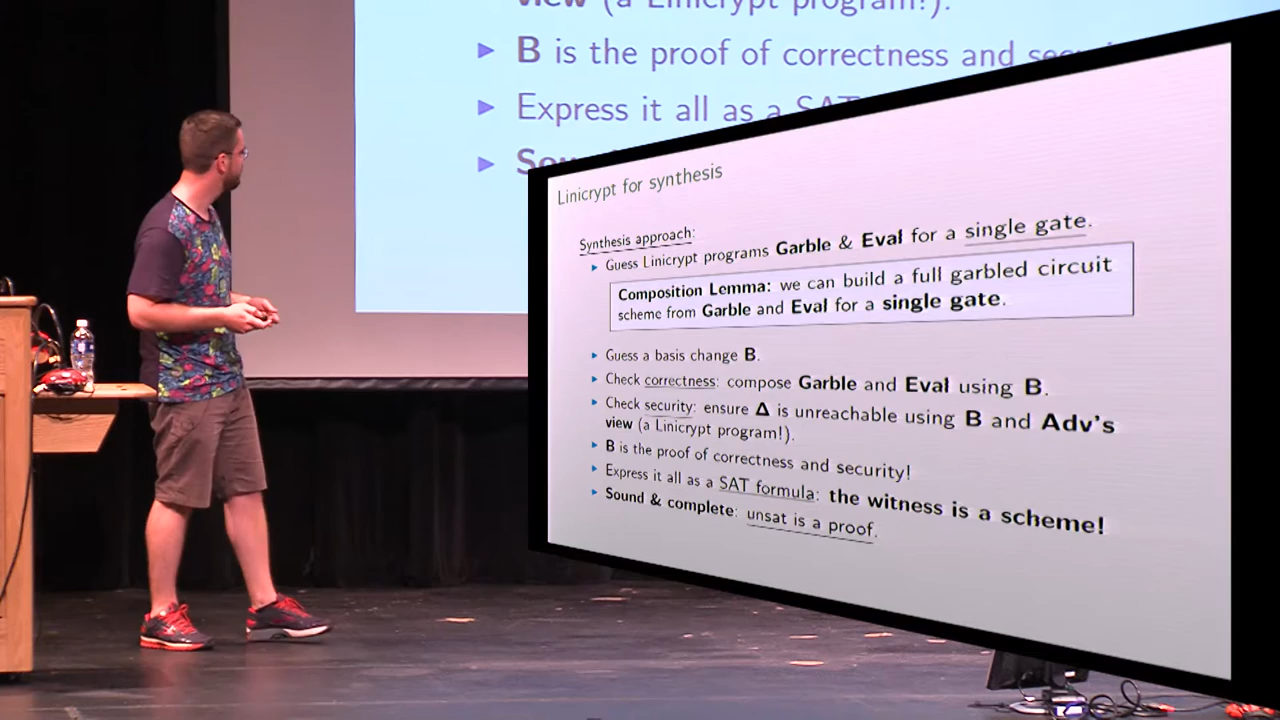 view (a Linicrypt program!).
▶ B is the proof of correctness and
▶ Express it all as a SAT
▶
Linicrypt for synthesis
Synthesis approach:
▶ Guess Linicrypt programs Garble & Eval for a single gate.
Composition Lemma: we can build a full garbled circuit
scheme from Garble and Eval for a single gate.
▶ Guess a basis change B.
▶ Check correctness: compose Garble and Eval using B.
▶ Check security: ensure Δ is unreachable using B and Adv's
view (a Linicrypt program!).
▶ B is the proof of correctness and security!
▶ Express it all as a SAT formula: the witness is a scheme!
▶ Sound & complete: unsat is a proof.